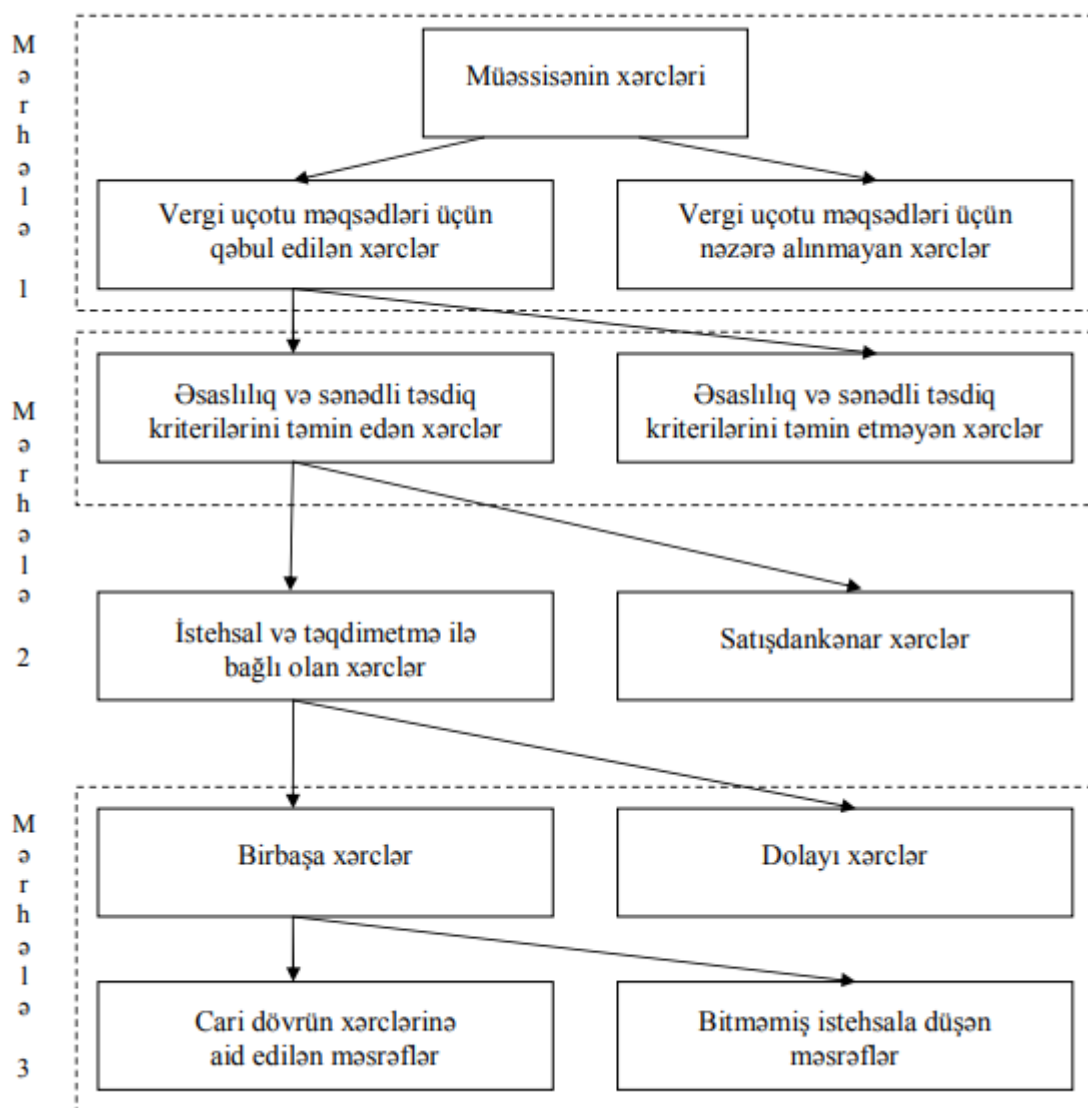 Mərhələ 1
Müəssisənin xərcləri
Vergi uçotu məqsədləri üçün
qəbul edilən xərclər
Vergi uçotu məqsədləri üçün
nəzərə alınmayan xərclər
Mərhələ 2
Əsaslılıq və sənədli təsdiq
kriterilərini təmin edən xərclər
Əsaslılıq və sənədli təsdiq
kriterilərini təmin etməyən xərclər
İstehsal və təqdimetmə ilə
bağlı olan xərclər
Satışdankənar xərclər
Mərhələ 3
Birbaşa xərclər
Dolayı xərclər
Cari dövrün xərclərinə
aid edilən məsrəflər
Bitməmiş istehsala düşən
məsrəflər